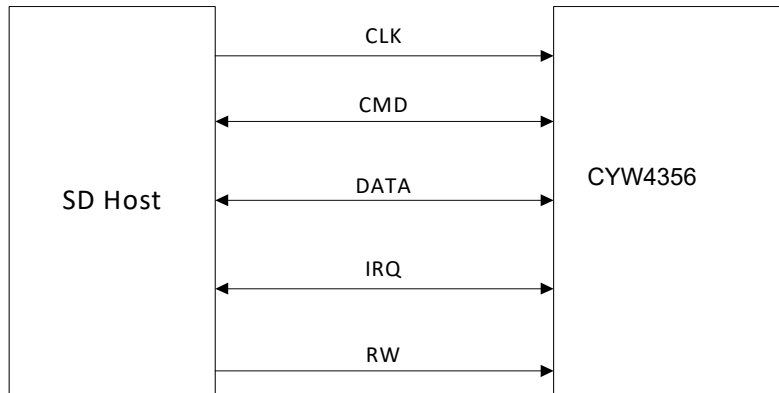 CLK
CMD
SD Host
DATA
CYW4356
IRQ
RW